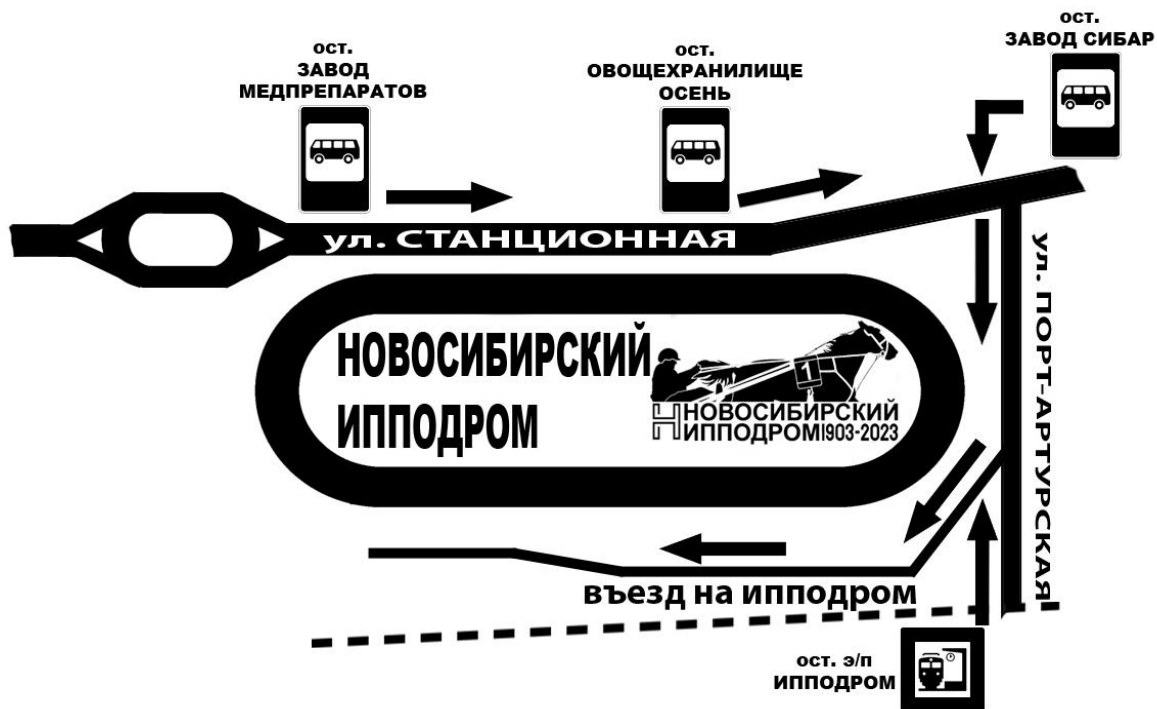 ост.
ЗАВОД
МЕДПРЕПАРАТОВ
ост.
ОВОЩЕХРАНИЛИЩЕ
ОСЕНЬ
ост.
ЗАВОД СИБАР
ул. СТАНЦИОННАЯ
НОВОСИБИРСКИЙ
ИППОДРОМ
1
Н НОВОСИБИРСКИЙ
ИППОДРОМ 1903-2023
ул. ПОРТ-АРТУРСКАЯ
въезд на ипподром
ост. э/п
ИППОДРОМ